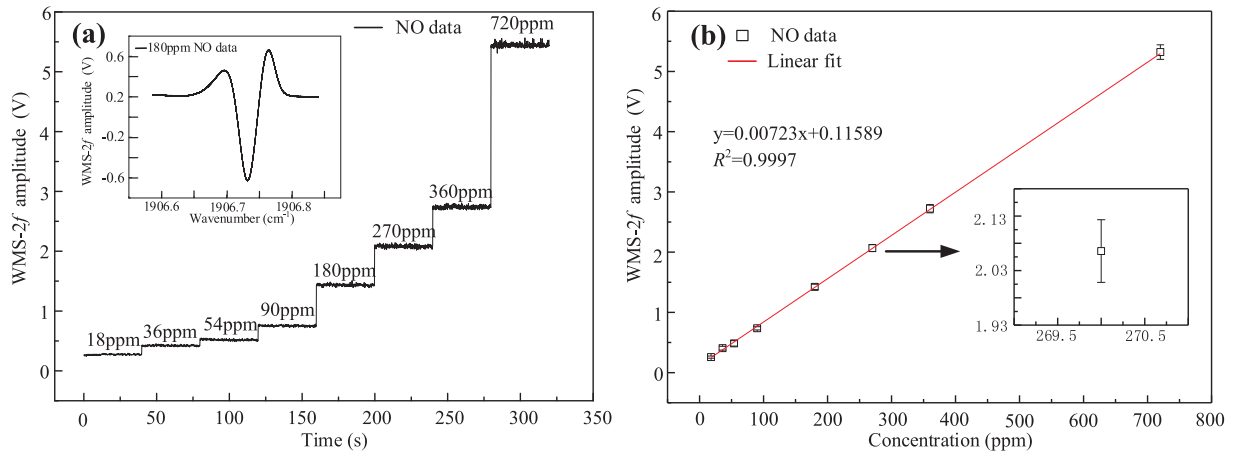 (a)
NO data
720ppm
180ppm NO data
0.6
0.2
-0.2
-0.6
WMS-2f amplitude (V)
1906.6
1906.7
1906.8
Wavenumber (cm-1)
360ppm
270ppm
180ppm
90ppm
54ppm
36ppm
18ppm
6
5
4
3
2
1
0
WMS-2f amplitude (V)
0
50
100
150
200
250
300
350
Time (s)
(b)
NO data
Linear fit
y=0.00723x+0.11589
R2=0.9997
2.13
2.03
1.93
269.5
270.5
6
5
4
3
2
1
0
WMS-2f amplitude (V)
0
100
200
300
400
500
600
700
800
Concentration (ppm)